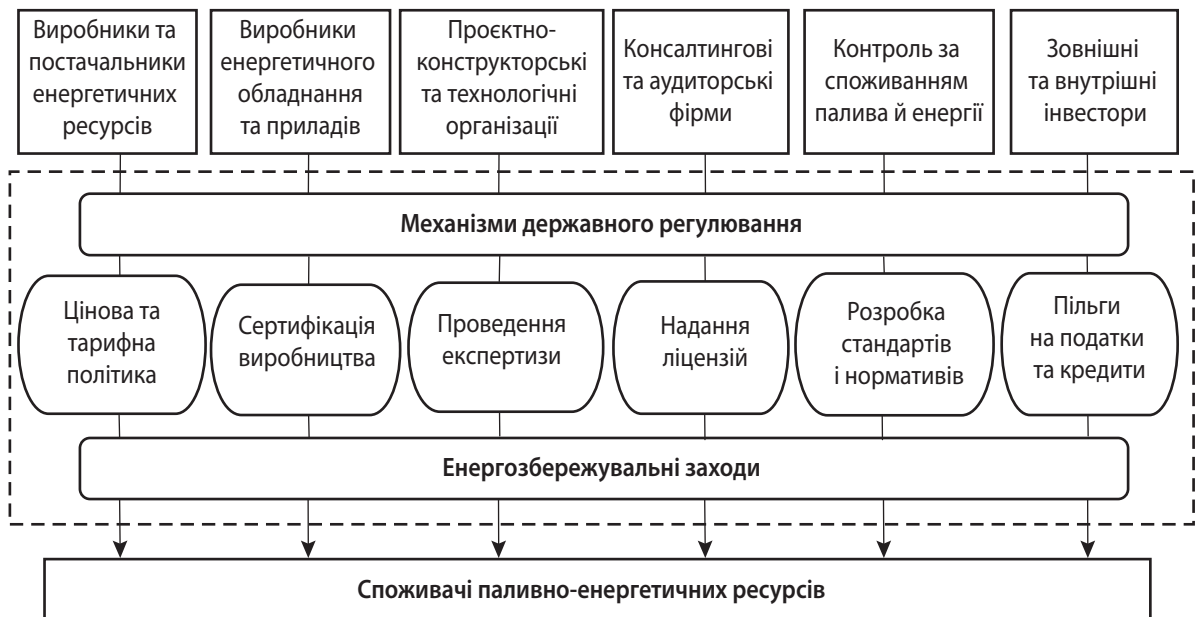 Виробники та
постачальники
енергетичних
ресурсів
Виробники
енергетичного
обладнання
та приладів
Проєктно-
конструкторські
та технологічні
організації
Консалтингові
та аудиторські
фірми
Контроль за
споживанням
палива й енергії
Зовнішні
та внутрішні
інвестори
Механізми державного регулювання
Цінова та
тарифна
політика
Сертифікація
виробництва
Проведення
експертизи
Надання
ліцензій
Розробка
стандартів
і нормативів
Пільги
на податки
та кредити
Енергозбережувальні заходи
Споживачі паливно-енергетичних ресурсів